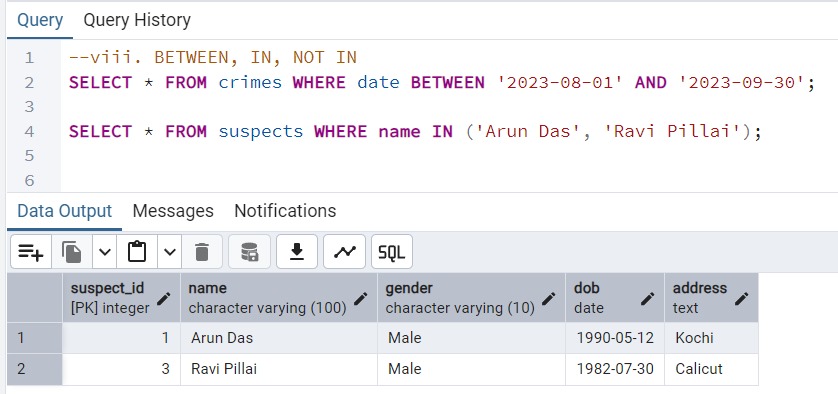 Query Query History
1 --viii. BETWEEN, IN, NOT IN
2 SELECT * FROM crimes WHERE date BETWEEN '2023-08-01' AND '2023-09-30';
3
4 SELECT * FROM suspects WHERE name IN ('Arun Das', 'Ravi Pillai');
5
6
Data Output Messages Notifications
SQL
suspect_id name gender dob address
[PK] integer character varying (100) character varying (10) date text
1 1 Arun Das Male 1990-05-12 Kochi
2 3 Ravi Pillai Male 1982-07-30 Calicut